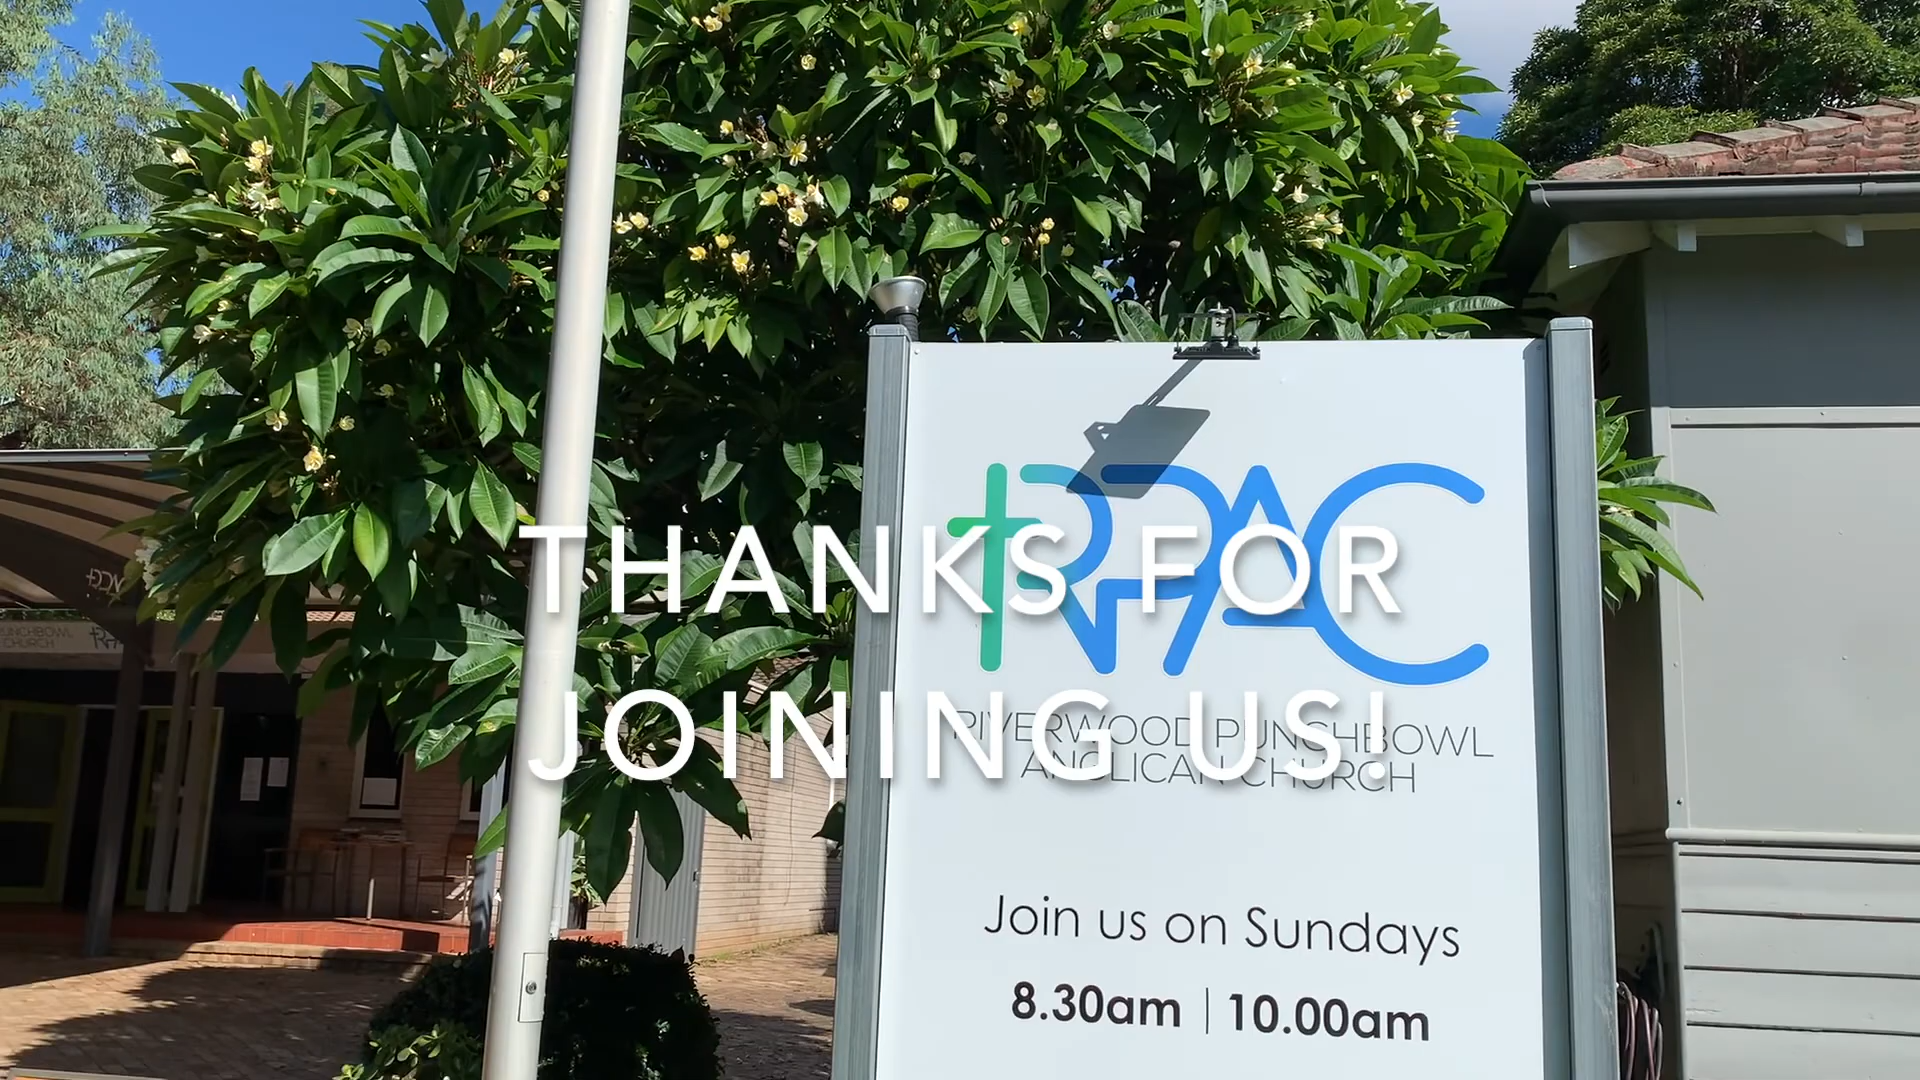 THANKS FOR
JOINING US!
RPAC
RIVERWOOD PUNCHBOWL
ANGLICAN CHURCH
Join us on Sundays
8.30am | 10.00am
PUNCHBOWL
CHURCH